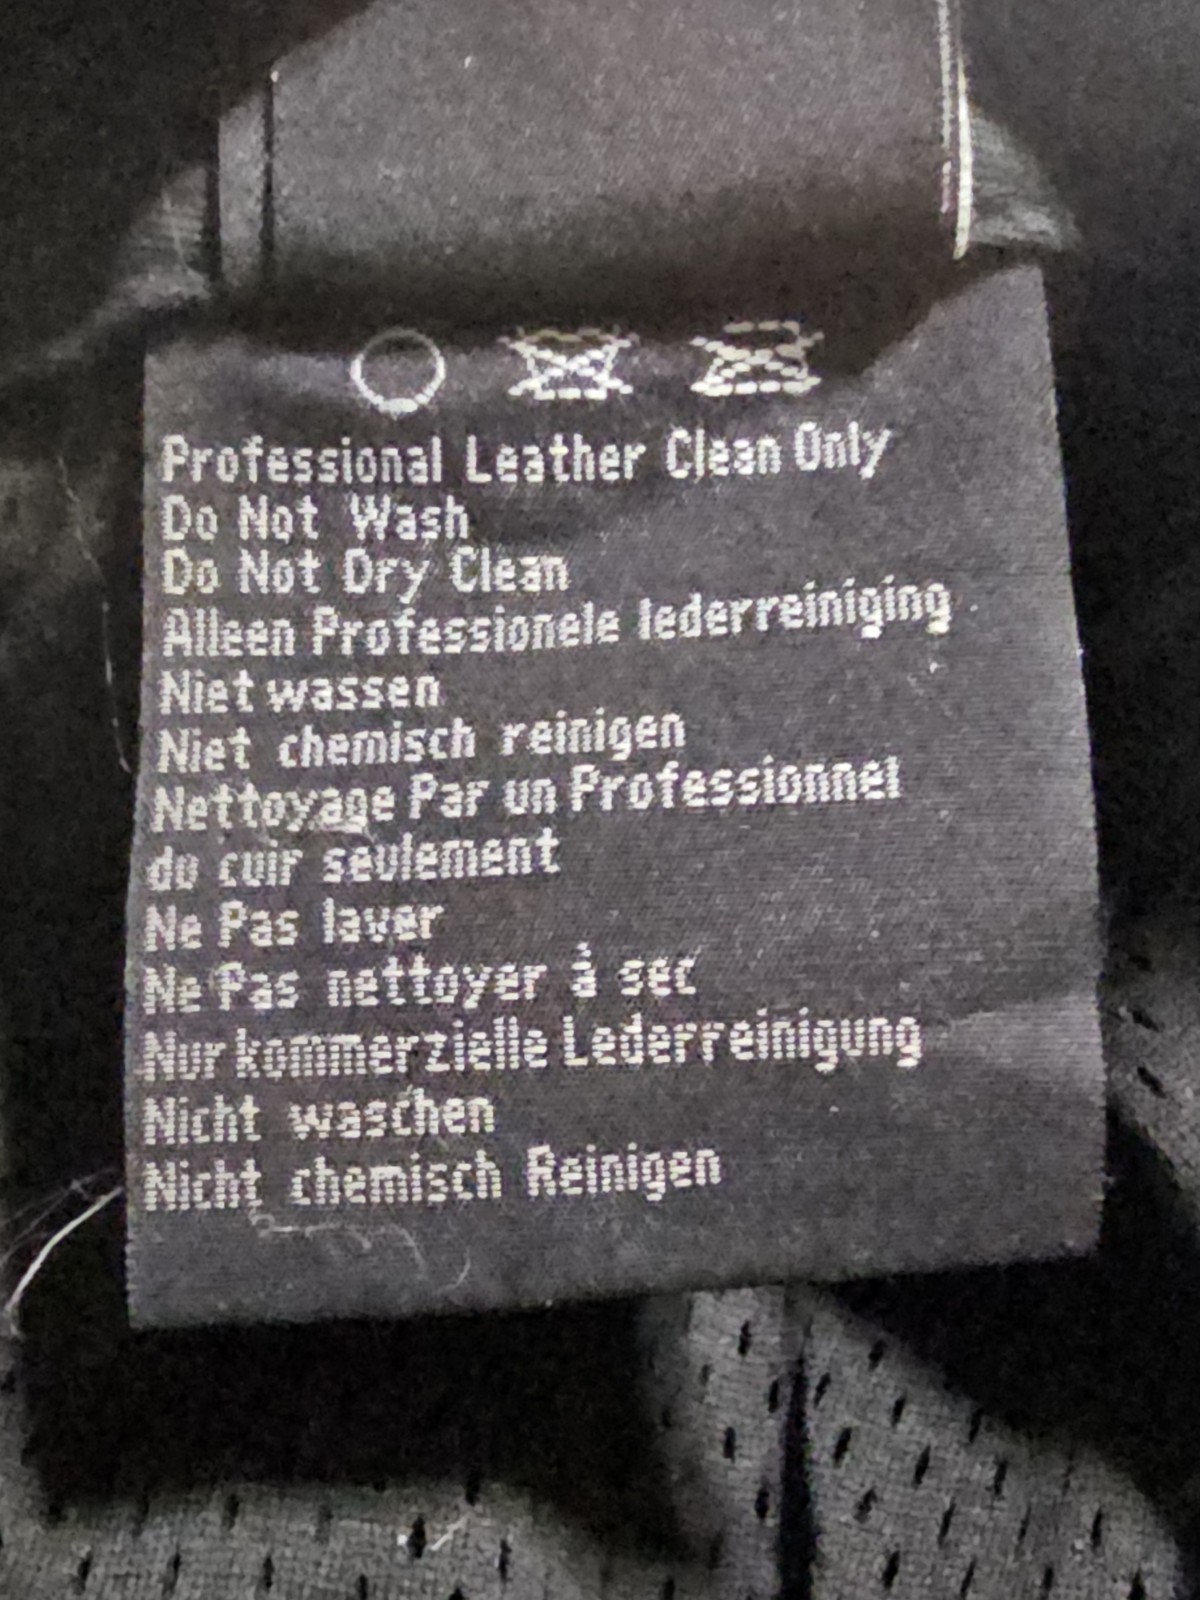 Professional Leather Clean Only
Do Not Wash
Do Not Dry Clean
Alleen Professionele lederreiniging
Niet wassen
Niet chemisch reinigen
Nettoyage Par un Professionnel
du cuir seulement
Ne Pas laver
Ne Pas nettoyer à sec
Nur kommerzielle Lederreinigung
Nicht waschen
Nicht chemisch Reinigen